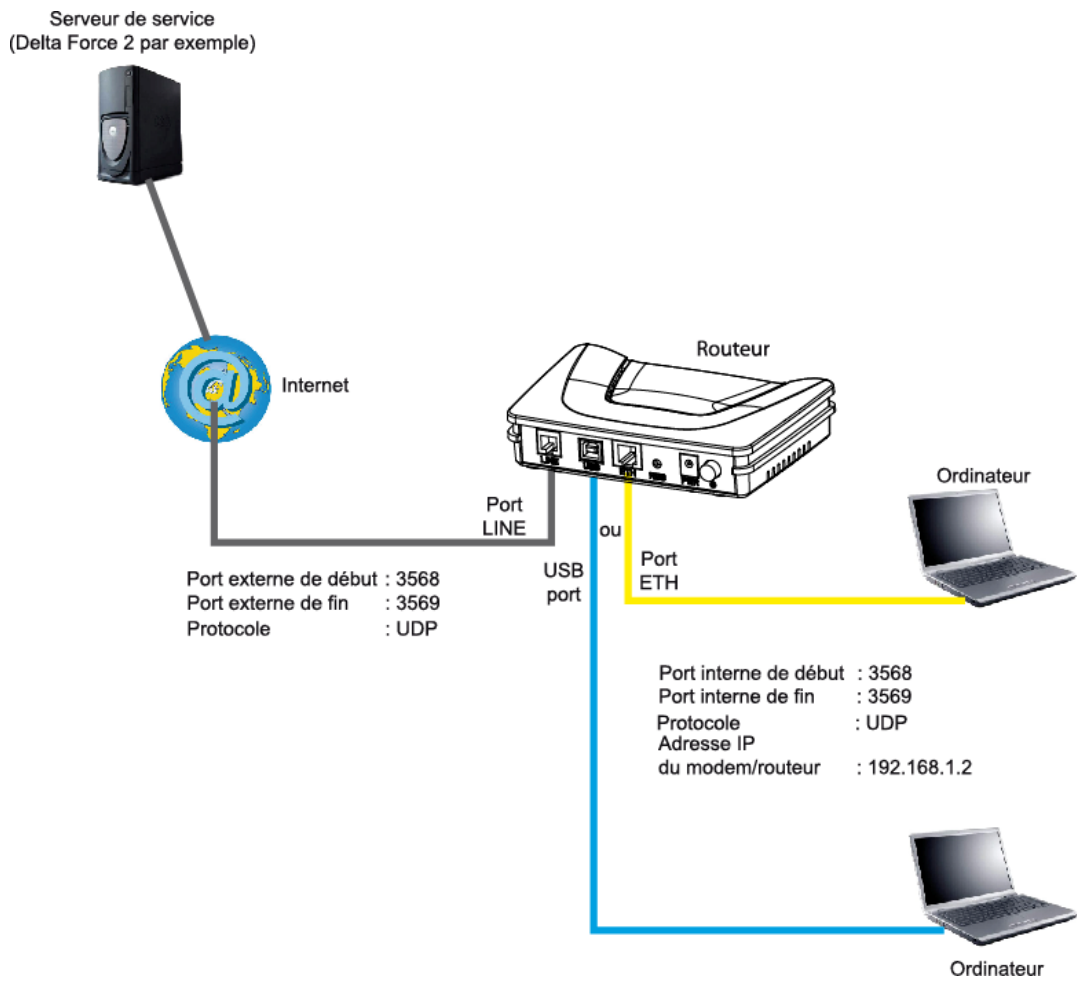 Serveur de service
(Delta Force 2 par exemple)
Internet
Routeur
Ordinateur
Port
LINE
ou
USB
port
Port
ETH
Port externe de début : 3568
Port externe de fin : 3569
Protocole : UDP
Port interne de début : 3568
Port interne de fin : 3569
Protocole : UDP
Adresse IP
du modem/routeur : 192.168.1.2
Ordinateur